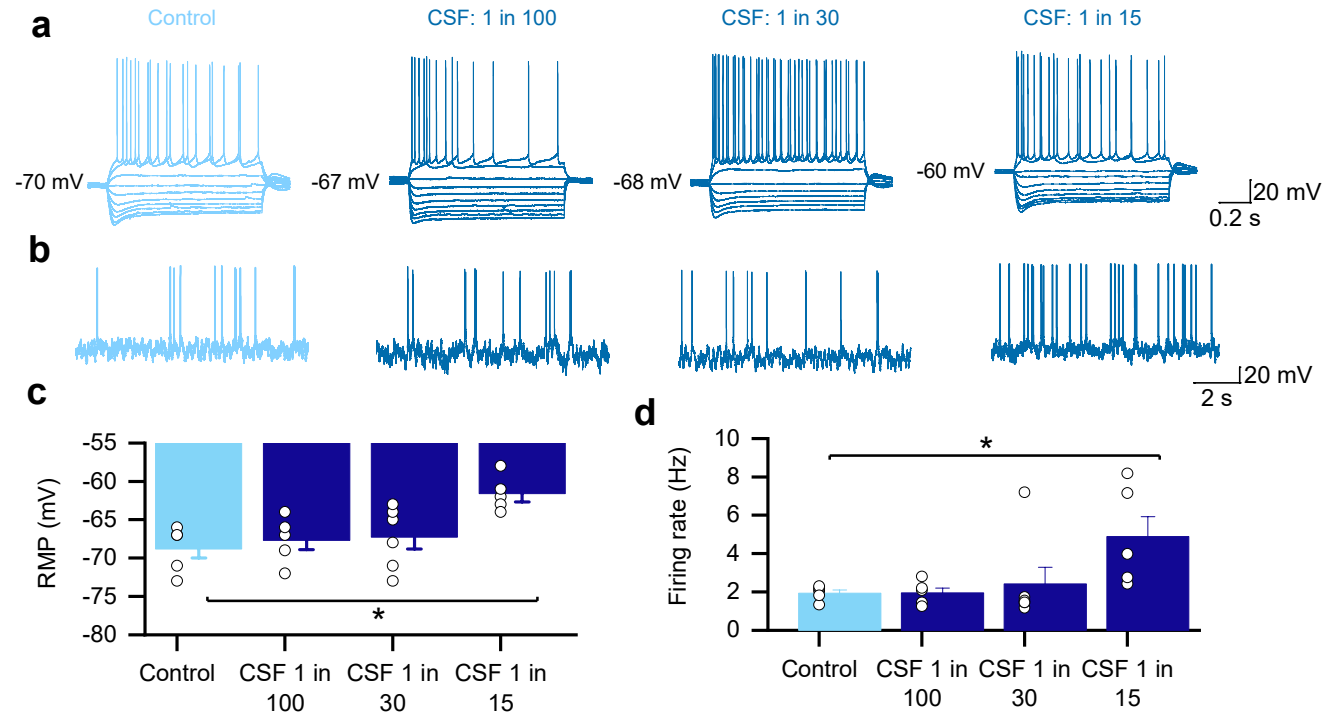 a
Control
CSF: 1 in 100
CSF: 1 in 30
CSF: 1 in 15
-70 mV
-67 mV
-68 mV
-60 mV
20 mV
0.2 s
b
20 mV
2 s
c
RMP (mV)
-55
-60
-65
-70
-75
-80
*
Control
CSF 1 in
100
CSF 1 in
30
CSF 1 in
15
d
Firing rate (Hz)
10
8
6
4
2
0
*
Control
CSF 1 in
100
CSF 1 in
30
CSF 1 in
15